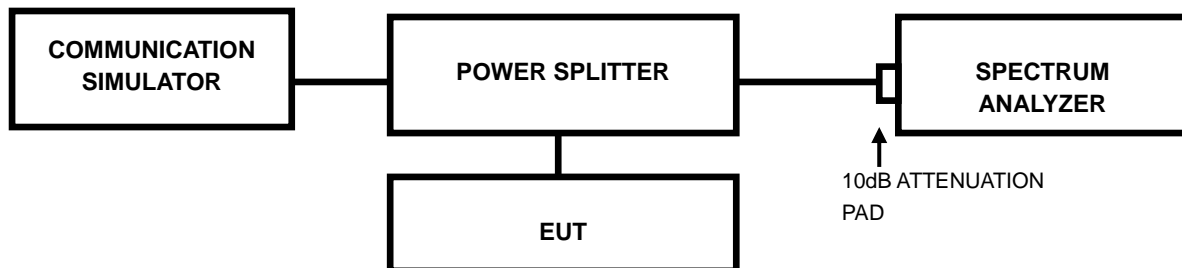 COMMUNICATION
SIMULATOR
POWER SPLITTER
SPECTRUM
ANALYZER
10dB ATTENUATION
PAD
EUT